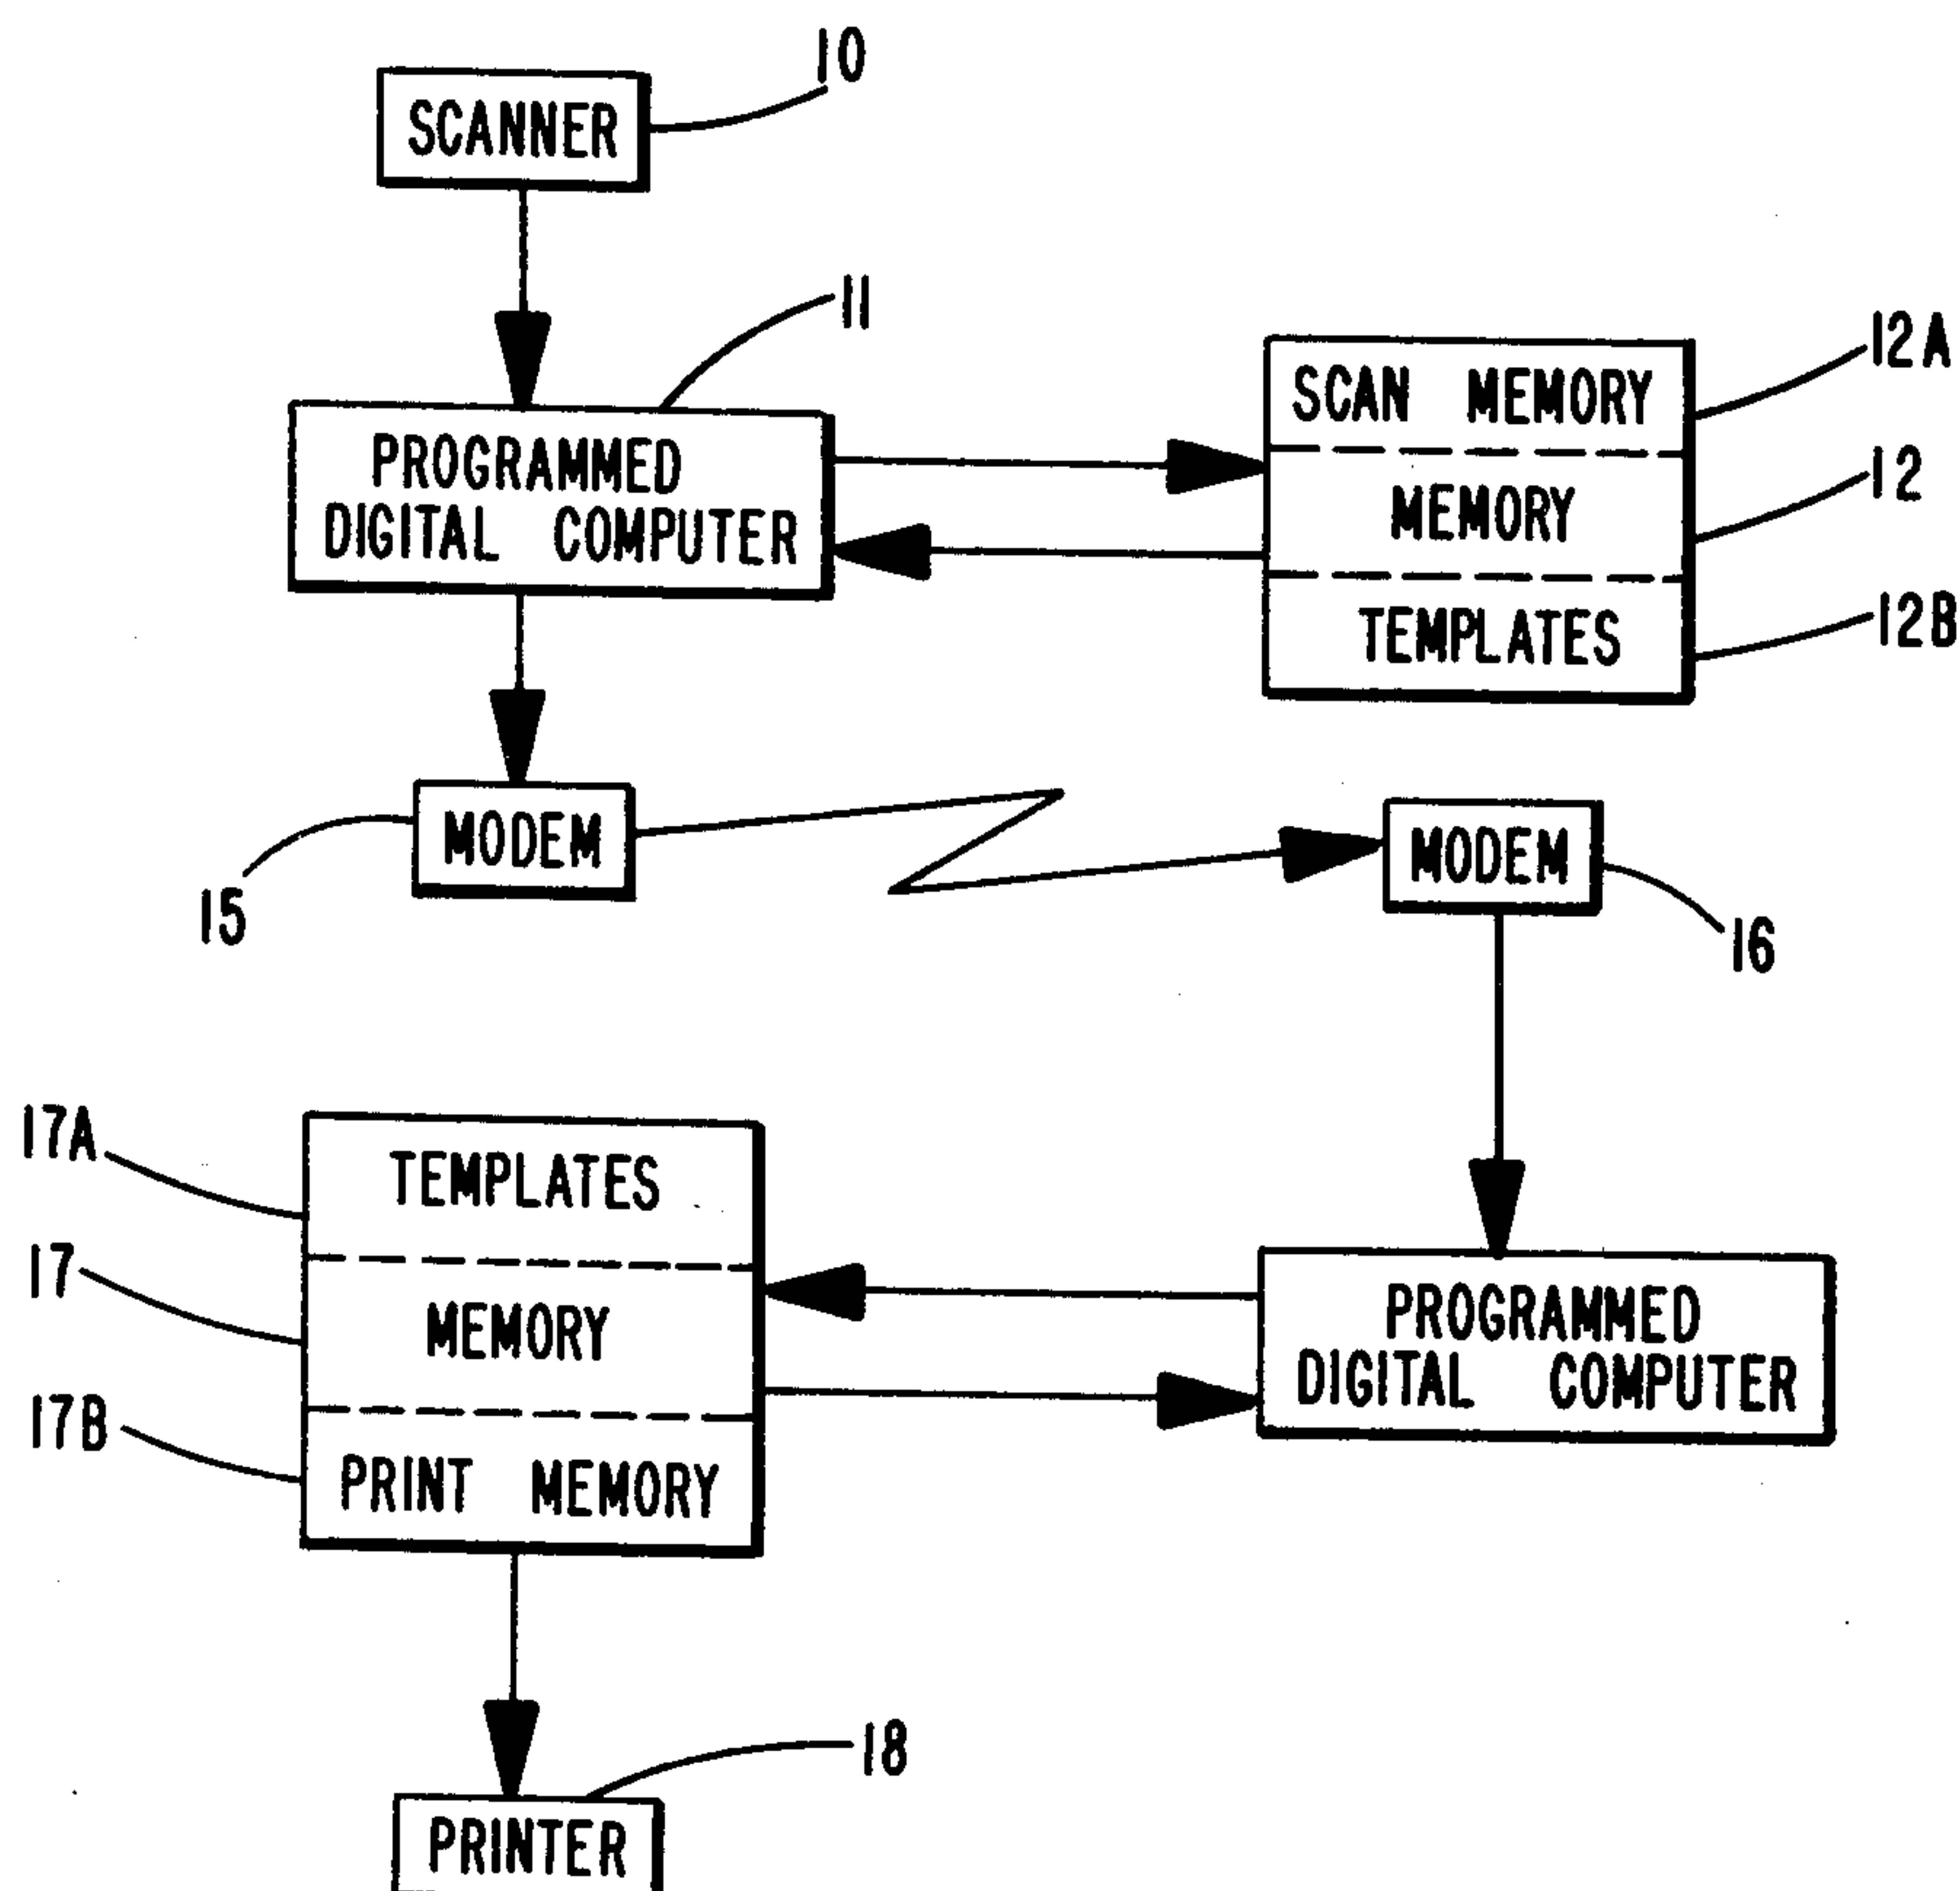 10
SCANNER
11
12A
SCAN MEMORY
PROGRAMMED
DIGITAL COMPUTER
12
MEMORY
12B
TEMPLATES
MODEM
MODEM
15
16
17A
TEMPLATES
17
MEMORY
PROGRAMMED
DIGITAL COMPUTER
17B
PRINT MEMORY
18
PRINTER